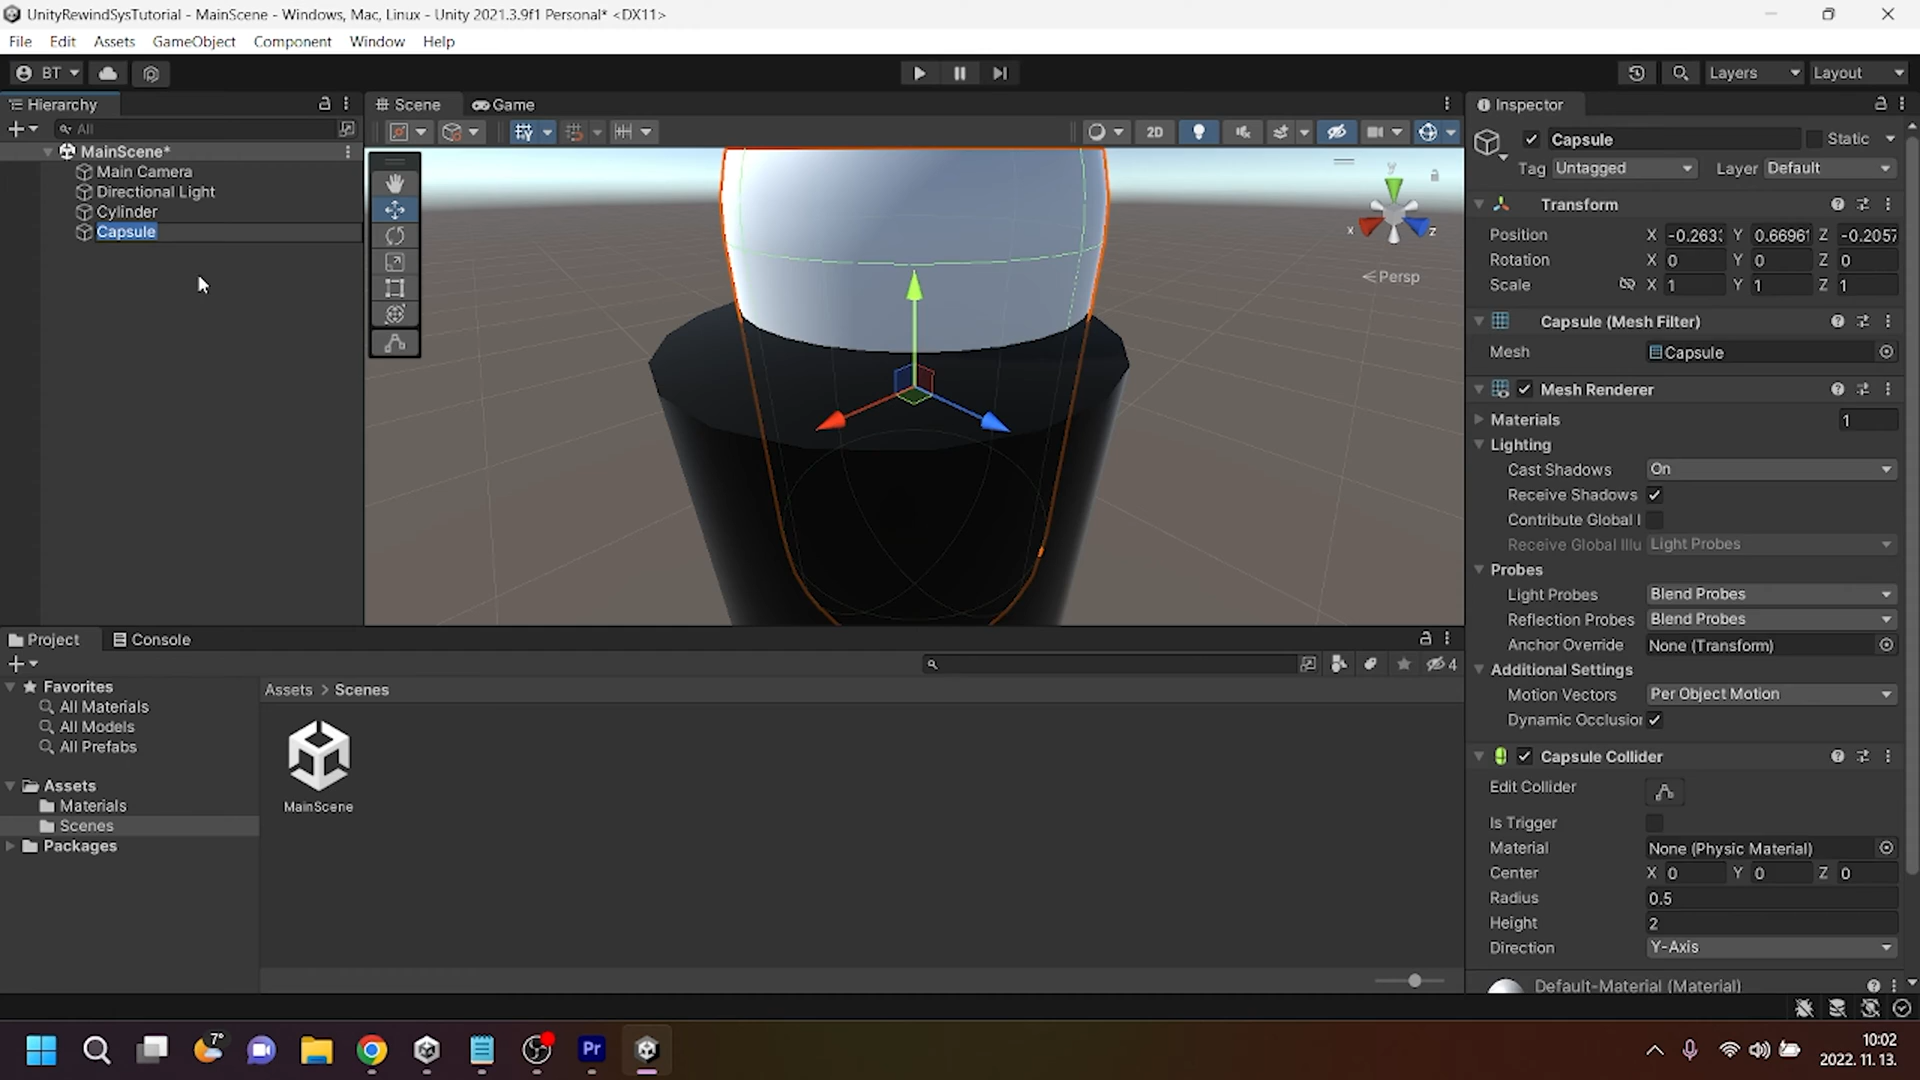 UnityRewindSysTutorial - MainScene - Windows, Mac, Linux - Unity 2021.3.9f1 Personal* <DX11>
File Edit Assets GameObject Component Window Help
BT Layers Layout
Hierarchy
All
MainScene*
Main Camera
Directional Light
Cylinder
Capsule
Scene Game
2D
y
x z
Persp
Inspector
Capsule Static
Tag Untagged Layer Default
Transform
Position X -0.263 Y 0.66961 Z -0.2057
Rotation X 0 Y 0 Z 0
Scale X 1 Y 1 Z 1
Capsule (Mesh Filter)
Mesh Capsule
Mesh Renderer
Materials 1
Lighting
Cast Shadows On
Receive Shadows
Contribute Global I
Receive Global Illu Light Probes
Probes
Light Probes Blend Probes
Reflection Probes Blend Probes
Anchor Override None (Transform)
Additional Settings
Motion Vectors Per Object Motion
Dynamic Occlusion
Capsule Collider
Edit Collider
Is Trigger
Material None (Physic Material)
Center X 0 Y 0 Z 0
Radius 0.5
Height 2
Direction Y-Axis
Default-Material (Material)
Project Console
4
Favorites
All Materials
All Models
All Prefabs
Assets
Materials
Scenes
Packages
Assets > Scenes
MainScene
7°
Pr
10:02
2022. 11. 13.